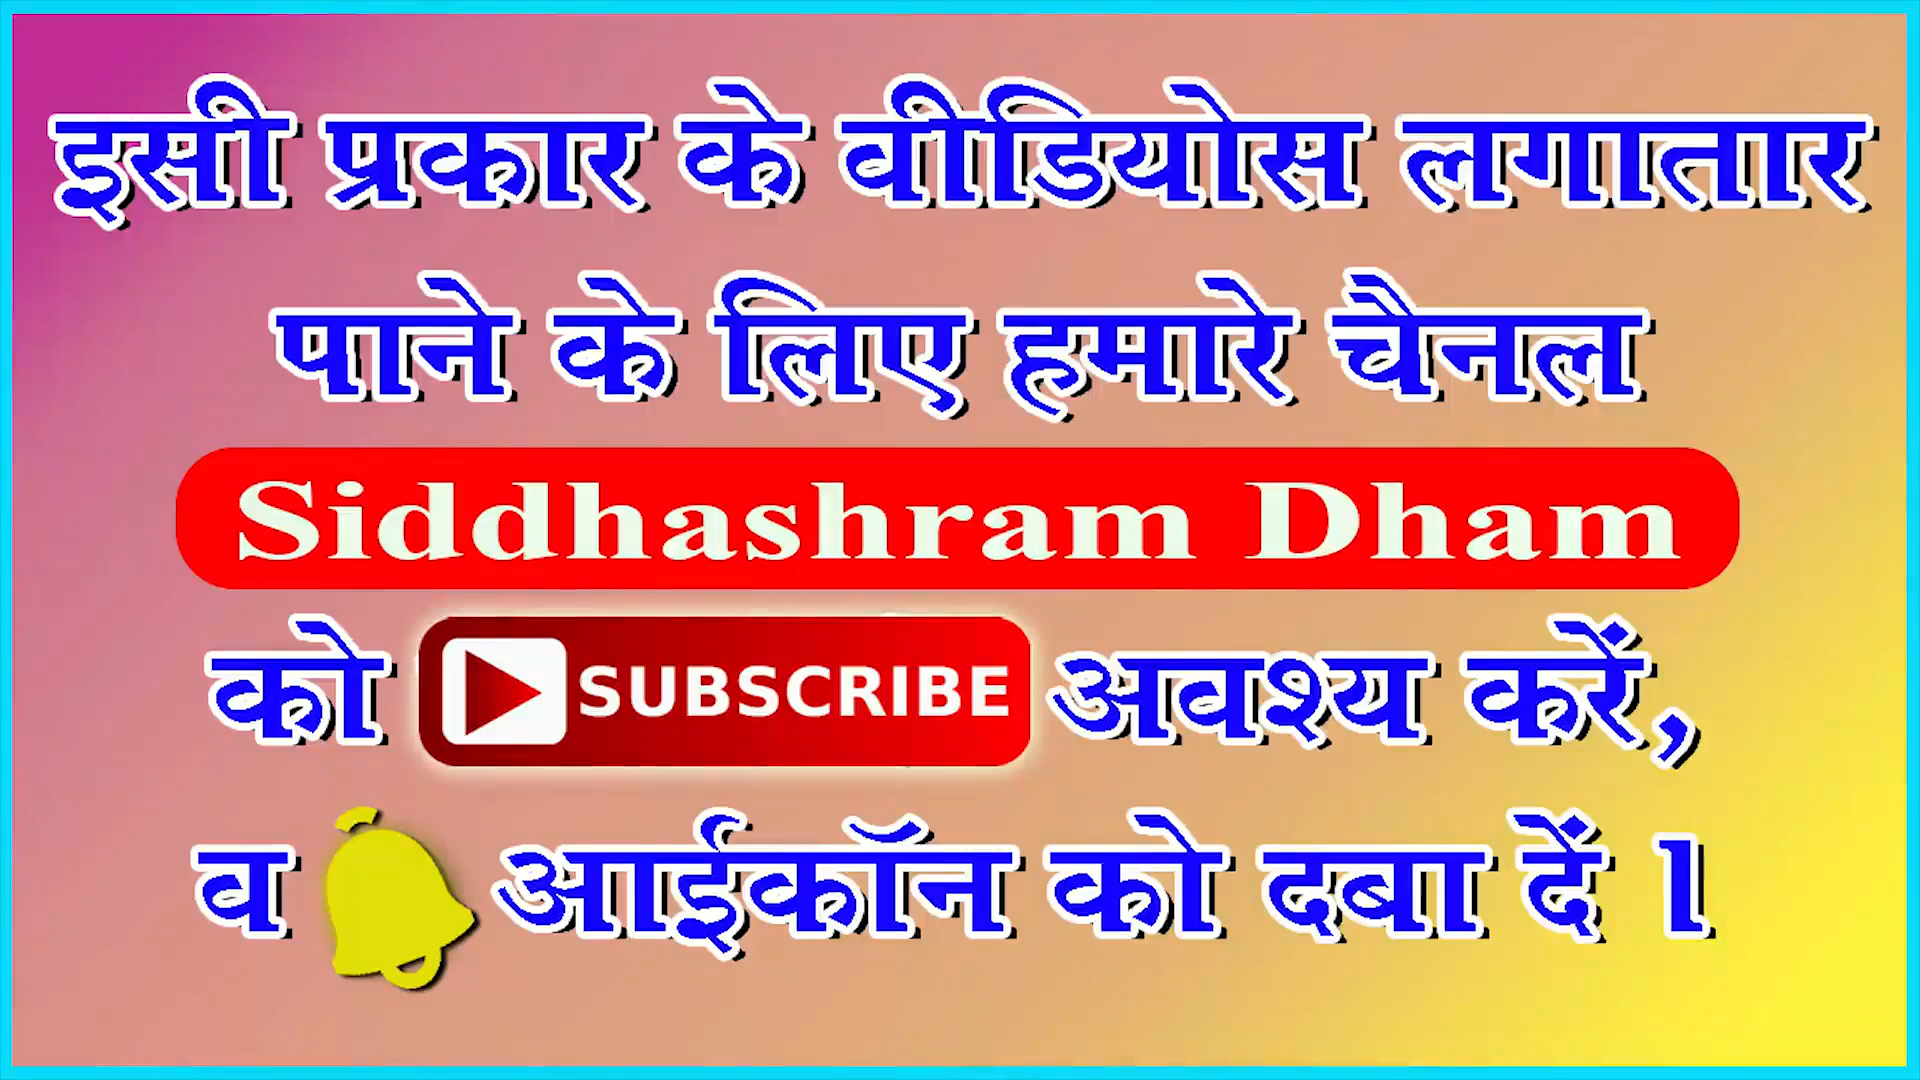 इसी प्रकार के वीडियोस लगातार
पाने के लिए हमारे चैनल
Siddhashram Dham
को SUBSCRIBE अवश्य करें,
व आईकॉन को दबा दें ।